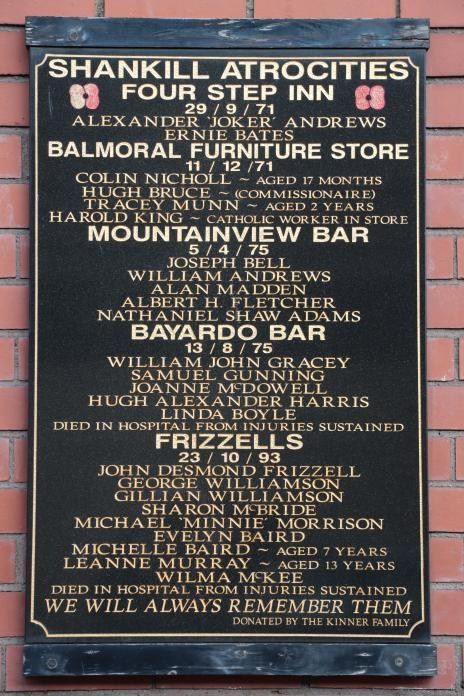 SHANKILL ATROCITIES
FOUR STEP INN
29 / 9 / 71
ALEXANDER 'JOKER' ANDREWS
ERNIE BATES
BALMORAL FURNITURE STORE
11 / 12 /71
COLIN NICHOLL ~ AGED 17 MONTHS
HUGH BRUCE ~ (COMMISSIONAIRE)
TRACEY MUNN ~ AGED 2 YEARS
HAROLD KING ~ CATHOLIC WORKER IN STORE
MOUNTAINVIEW BAR
5 / 4 / 75
JOSEPH BELL
WILLIAM ANDREWS
ALAN MADDEN
ALBERT H. FLETCHER
NATHANIEL SHAW ADAMS
BAYARDO BAR
13 / 8 / 75
WILLIAM JOHN GRACEY
SAMUEL GUNNING
JOANNE McDOWELL
HUGH ALEXANDER HARRIS
LINDA BOYLE
DIED IN HOSPITAL FROM INJURIES SUSTAINED
FRIZZELLS
23 / 10 / 93
JOHN DESMOND FRIZZELL
GEORGE WILLIAMSON
GILLIAN WILLIAMSON
SHARON McBRIDE
MICHAEL 'MINNIE' MORRISON
EVELYN BAIRD
MICHELLE BAIRD ~ AGED 7 YEARS
LEANNE MURRAY ~ AGED 13 YEARS
WILMA McKEE
DIED IN HOSPITAL FROM INJURIES SUSTAINED
WE WILL ALWAYS REMEMBER THEM
DONATED BY THE KINNER FAMILY